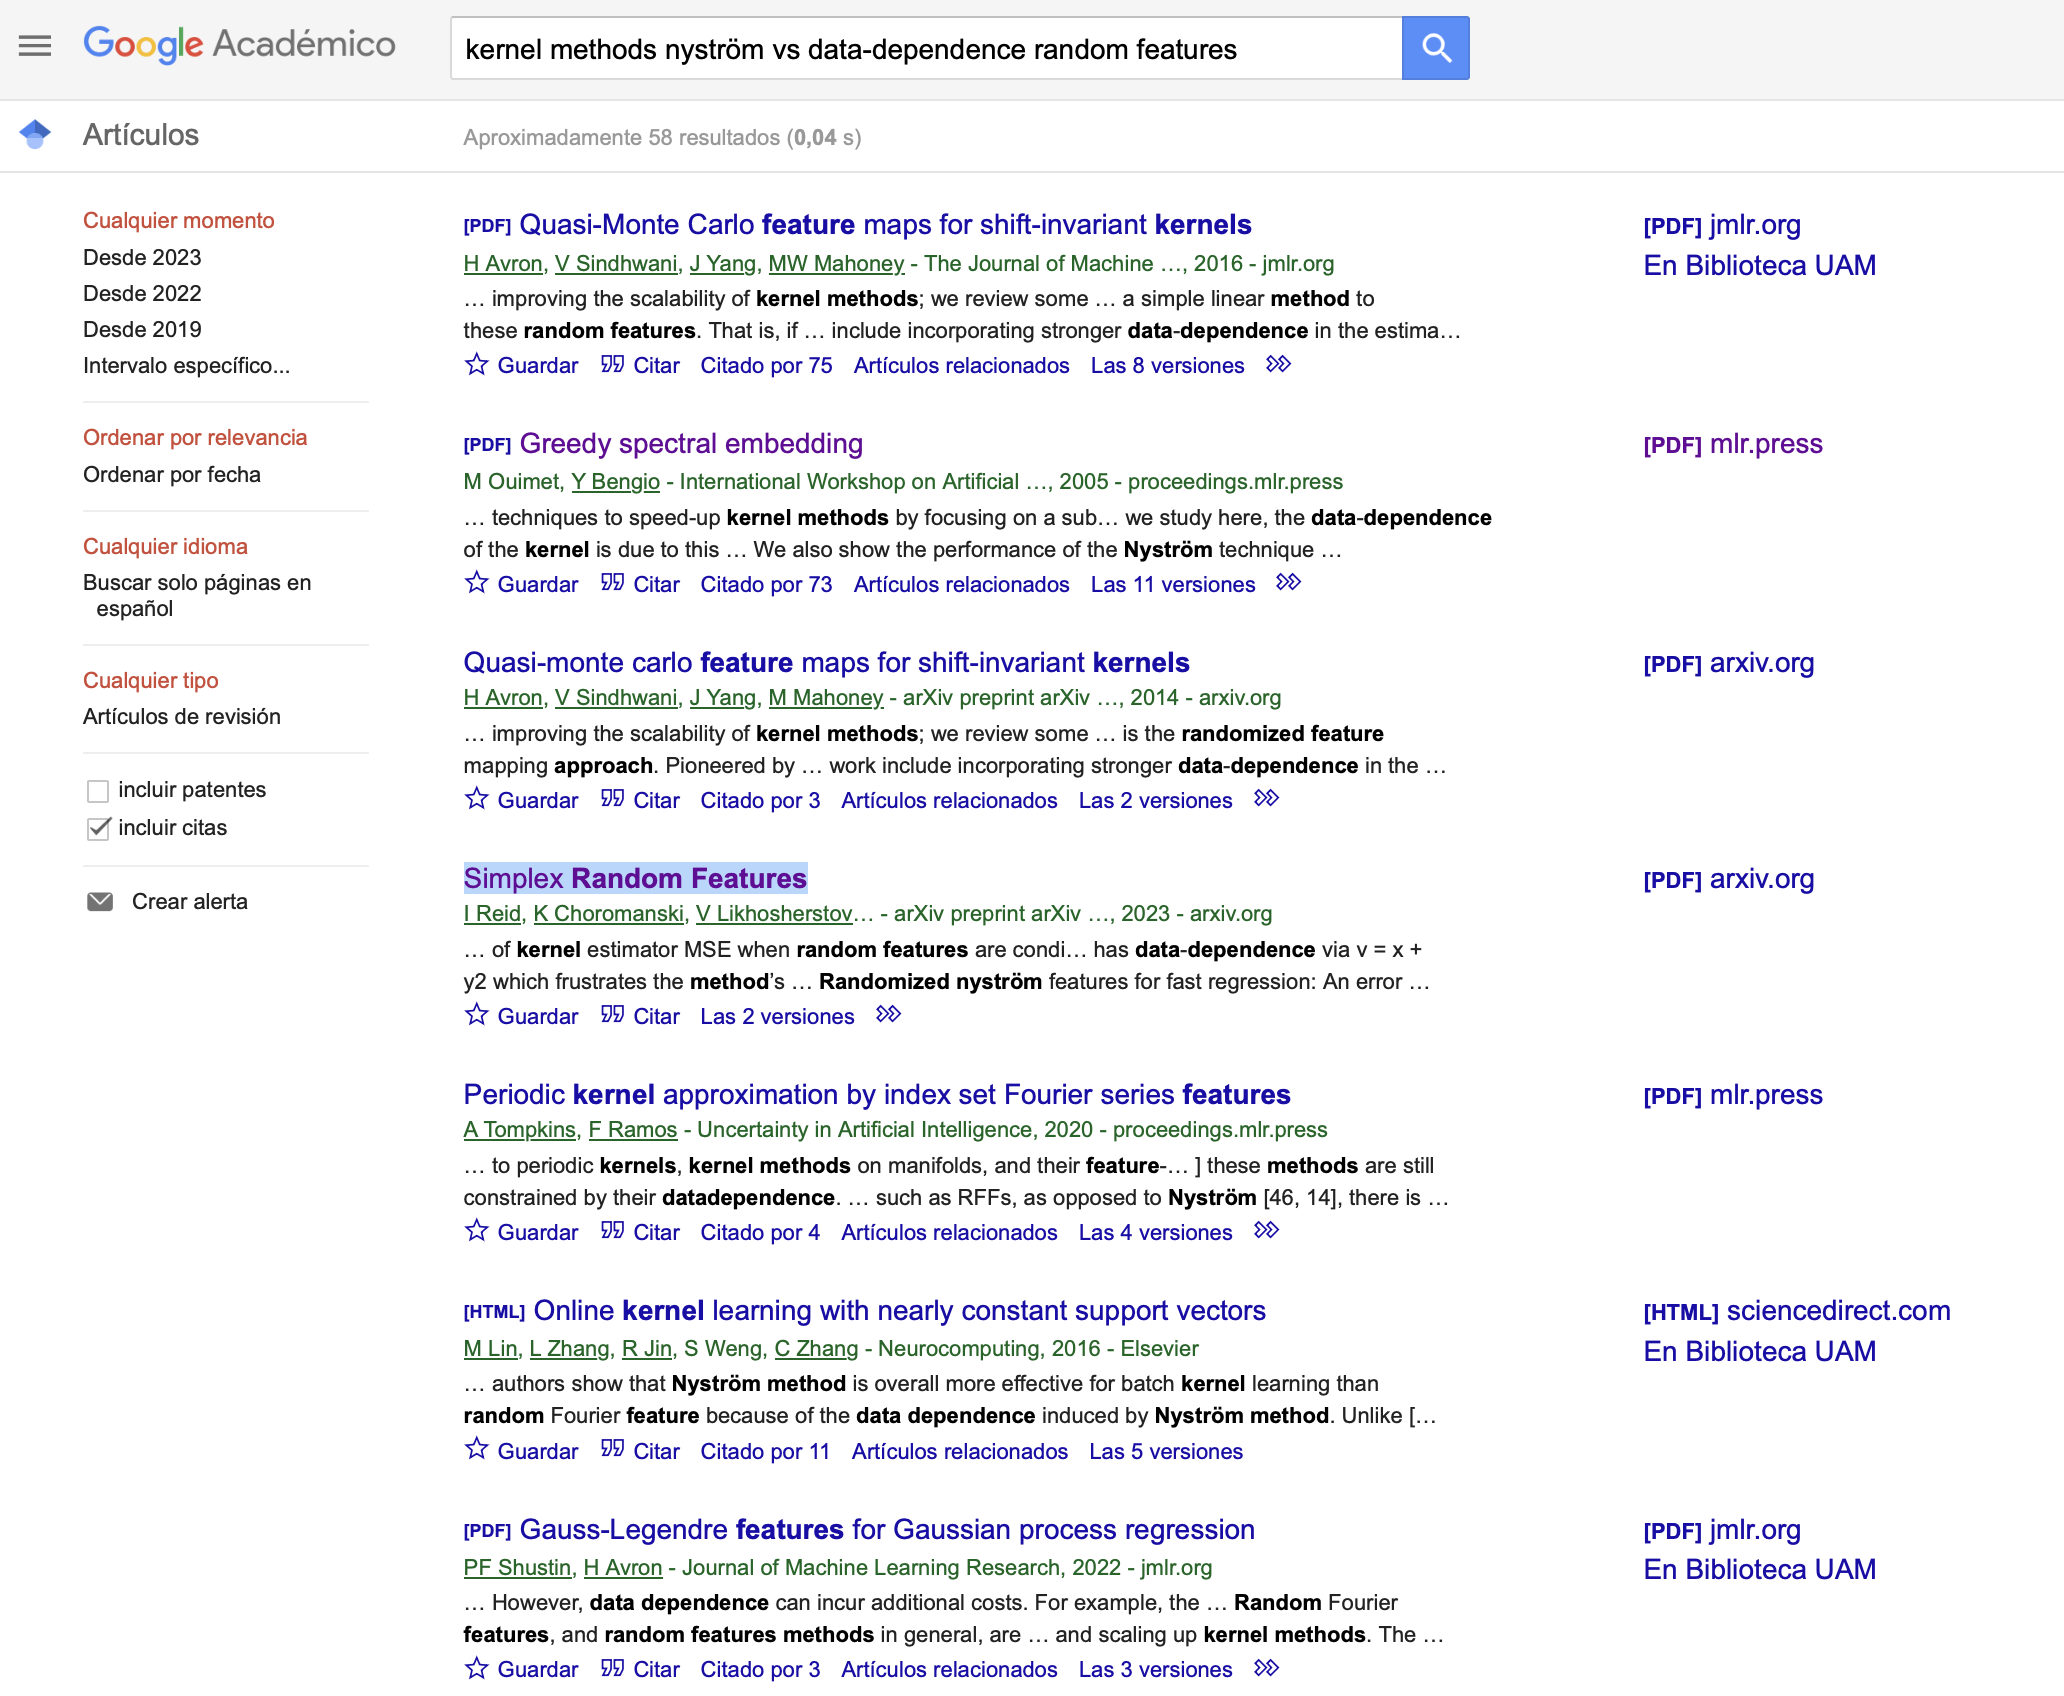 Google Académico
kernel methods nyström vs data-dependence random features
Artículos
Aproximadamente 58 resultados (0,04 s)
Cualquier momento
Desde 2023
Desde 2022
Desde 2019
Intervalo específico...
Ordenar por relevancia
Ordenar por fecha
Cualquier idioma
Buscar solo páginas en
español
Cualquier tipo
Artículos de revisión
incluir patentes
incluir citas
Crear alerta
[PDF] Quasi-Monte Carlo feature maps for shift-invariant kernels
H Avron, V Sindhwani, J Yang, MW Mahoney - The Journal of Machine …, 2016 - jmlr.org
… improving the scalability of kernel methods; we review some … a simple linear method to
these random features. That is, if … include incorporating stronger data-dependence in the estima…
Guardar Citar Citado por 75 Artículos relacionados Las 8 versiones
[PDF] jmlr.org
En Biblioteca UAM
[PDF] Greedy spectral embedding
M Ouimet, Y Bengio - International Workshop on Artificial …, 2005 - proceedings.mlr.press
… techniques to speed-up kernel methods by focusing on a sub… we study here, the data-dependence
of the kernel is due to this … We also show the performance of the Nyström technique …
Guardar Citar Citado por 73 Artículos relacionados Las 11 versiones
[PDF] mlr.press
Quasi-monte carlo feature maps for shift-invariant kernels
H Avron, V Sindhwani, J Yang, M Mahoney - arXiv preprint arXiv …, 2014 - arxiv.org
… improving the scalability of kernel methods; we review some … is the randomized feature
mapping approach. Pioneered by … work include incorporating stronger data-dependence in the …
Guardar Citar Citado por 3 Artículos relacionados Las 2 versiones
[PDF] arxiv.org
Simplex Random Features
I Reid, K Choromanski, V Likhosherstov… - arXiv preprint arXiv …, 2023 - arxiv.org
… of kernel estimator MSE when random features are condi… has data-dependence via v = x +
y2 which frustrates the method's … Randomized nyström features for fast regression: An error …
Guardar Citar Las 2 versiones
[PDF] arxiv.org
Periodic kernel approximation by index set Fourier series features
A Tompkins, F Ramos - Uncertainty in Artificial Intelligence, 2020 - proceedings.mlr.press
… to periodic kernels, kernel methods on manifolds, and their feature-… ] these methods are still
constrained by their datadependence. … such as RFFs, as opposed to Nyström [46, 14], there is …
Guardar Citar Citado por 4 Artículos relacionados Las 4 versiones
[PDF] mlr.press
[HTML] Online kernel learning with nearly constant support vectors
M Lin, L Zhang, R Jin, S Weng, C Zhang - Neurocomputing, 2016 - Elsevier
… authors show that Nyström method is overall more effective for batch kernel learning than
random Fourier feature because of the data dependence induced by Nyström method. Unlike […
Guardar Citar Citado por 11 Artículos relacionados Las 5 versiones
[HTML] sciencedirect.com
En Biblioteca UAM
[PDF] Gauss-Legendre features for Gaussian process regression
PF Shustin, H Avron - Journal of Machine Learning Research, 2022 - jmlr.org
… However, data dependence can incur additional costs. For example, the … Random Fourier
features, and random features methods in general, are … and scaling up kernel methods. The …
Guardar Citar Citado por 3 Artículos relacionados Las 3 versiones
[PDF] jmlr.org
En Biblioteca UAM